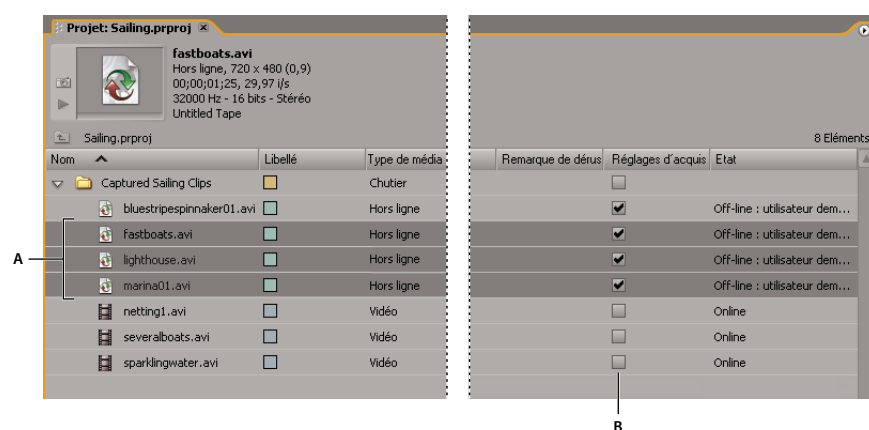 Projet: Sailing.prproj
fastboats.avi
Hors ligne, 720 x 480 (0,9)
00;00;01;25, 29,97 i/s
32000 Hz - 16 bits - Stéréo
Untitled Tape
Sailing.prproj
8 Eléments
Nom Libellé Type de média Remarque de dérus Réglages d'acquis Etat
Captured Sailing Clips Chutier
bluestripespinnaker01.avi Hors ligne Off-line : utilisateur dem...
fastboats.avi Hors ligne Off-line : utilisateur dem...
A lighthouse.avi Hors ligne Off-line : utilisateur dem...
marina01.avi Hors ligne Off-line : utilisateur dem...
netting1.avi Vidéo Online
severalboats.avi Vidéo Online
sparklingwater.avi Vidéo Online
B